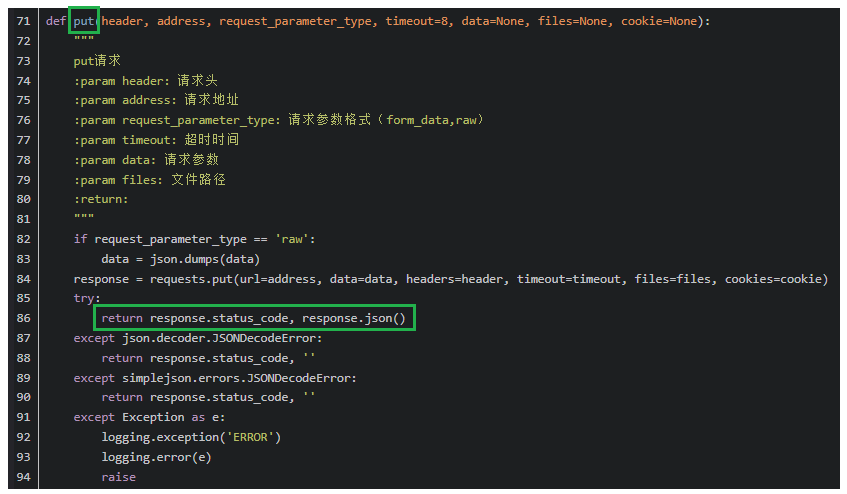 71 def put(header, address, request_parameter_type, timeout=8, data=None, files=None, cookie=None):
72     """
73     put请求
74     :param header: 请求头
75     :param address: 请求地址
76     :param request_parameter_type: 请求参数格式（form_data,raw）
77     :param timeout: 超时时间
78     :param data: 请求参数
79     :param files: 文件路径
80     :return:
81     """
82     if request_parameter_type == 'raw':
83         data = json.dumps(data)
84     response = requests.put(url=address, data=data, headers=header, timeout=timeout, files=files, cookies=cookie)
85     try:
86         return response.status_code, response.json()
87     except json.decoder.JSONDecodeError:
88         return response.status_code, ''
89     except simplejson.errors.JSONDecodeError:
90         return response.status_code, ''
91     except Exception as e:
92         logging.exception('ERROR')
93         logging.error(e)
94         raise